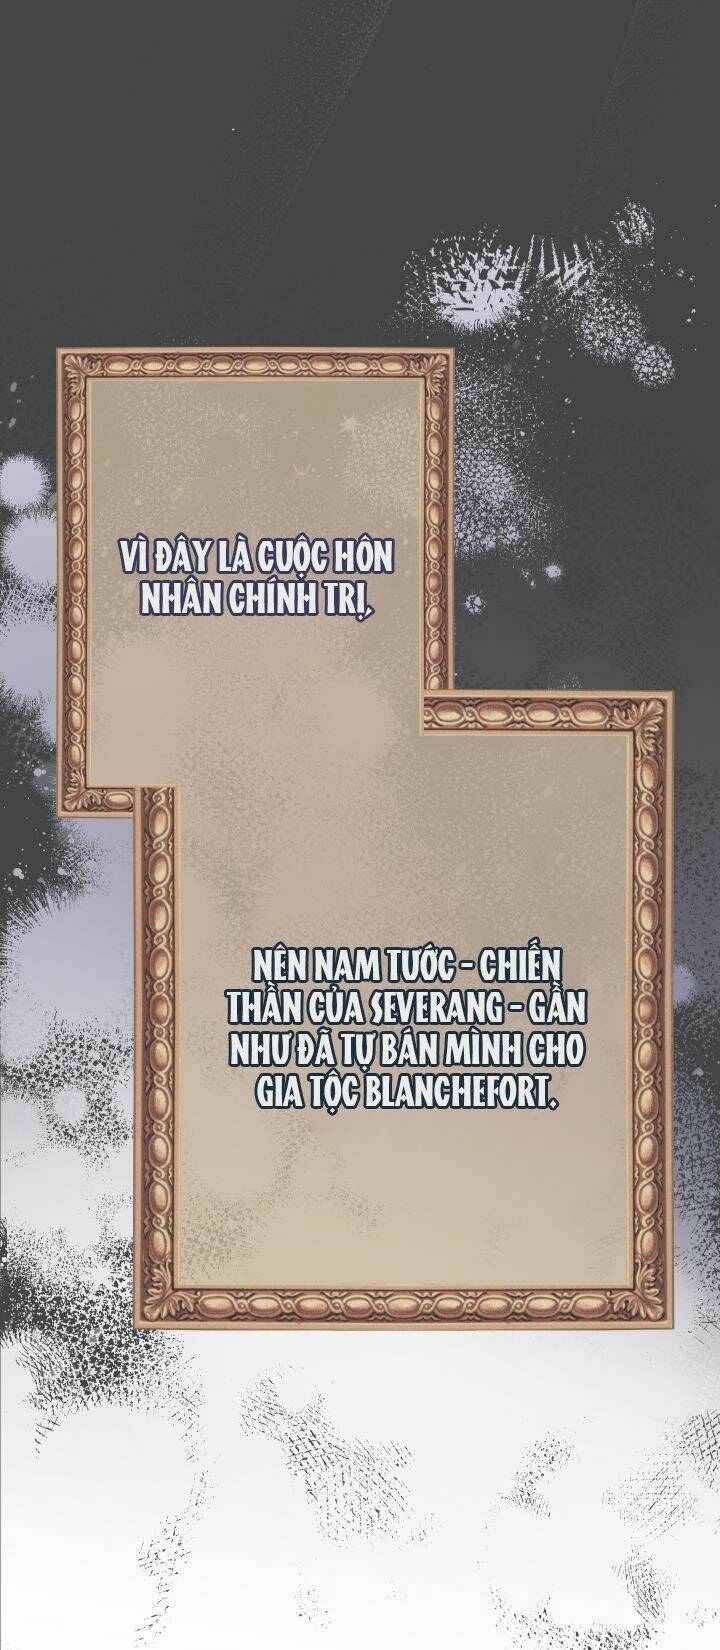 VÌ ĐÂY LÀ CUỘC HÔN
NHÂN CHÍNH TRỊ,
NÊN NAM TƯỚC - CHIẾN
THẦN CỦA SEVERANG - GẦN
NHƯ ĐÃ TỰ BÁN MÌNH CHO
GIA TỘC BLANCHEFORT.